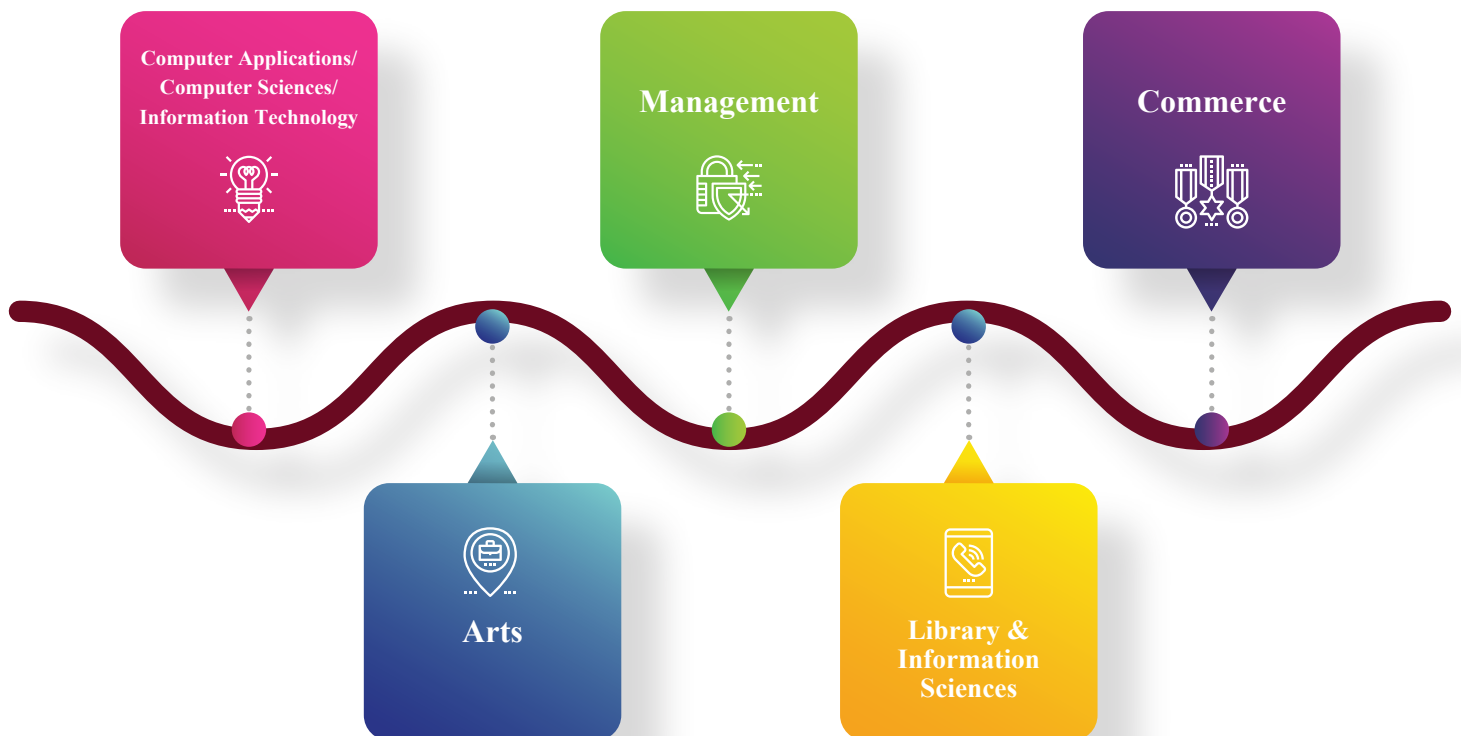 Computer Applications/
Computer Sciences/
Information Technology
Management
Commerce
Arts
Library &
Information
Sciences